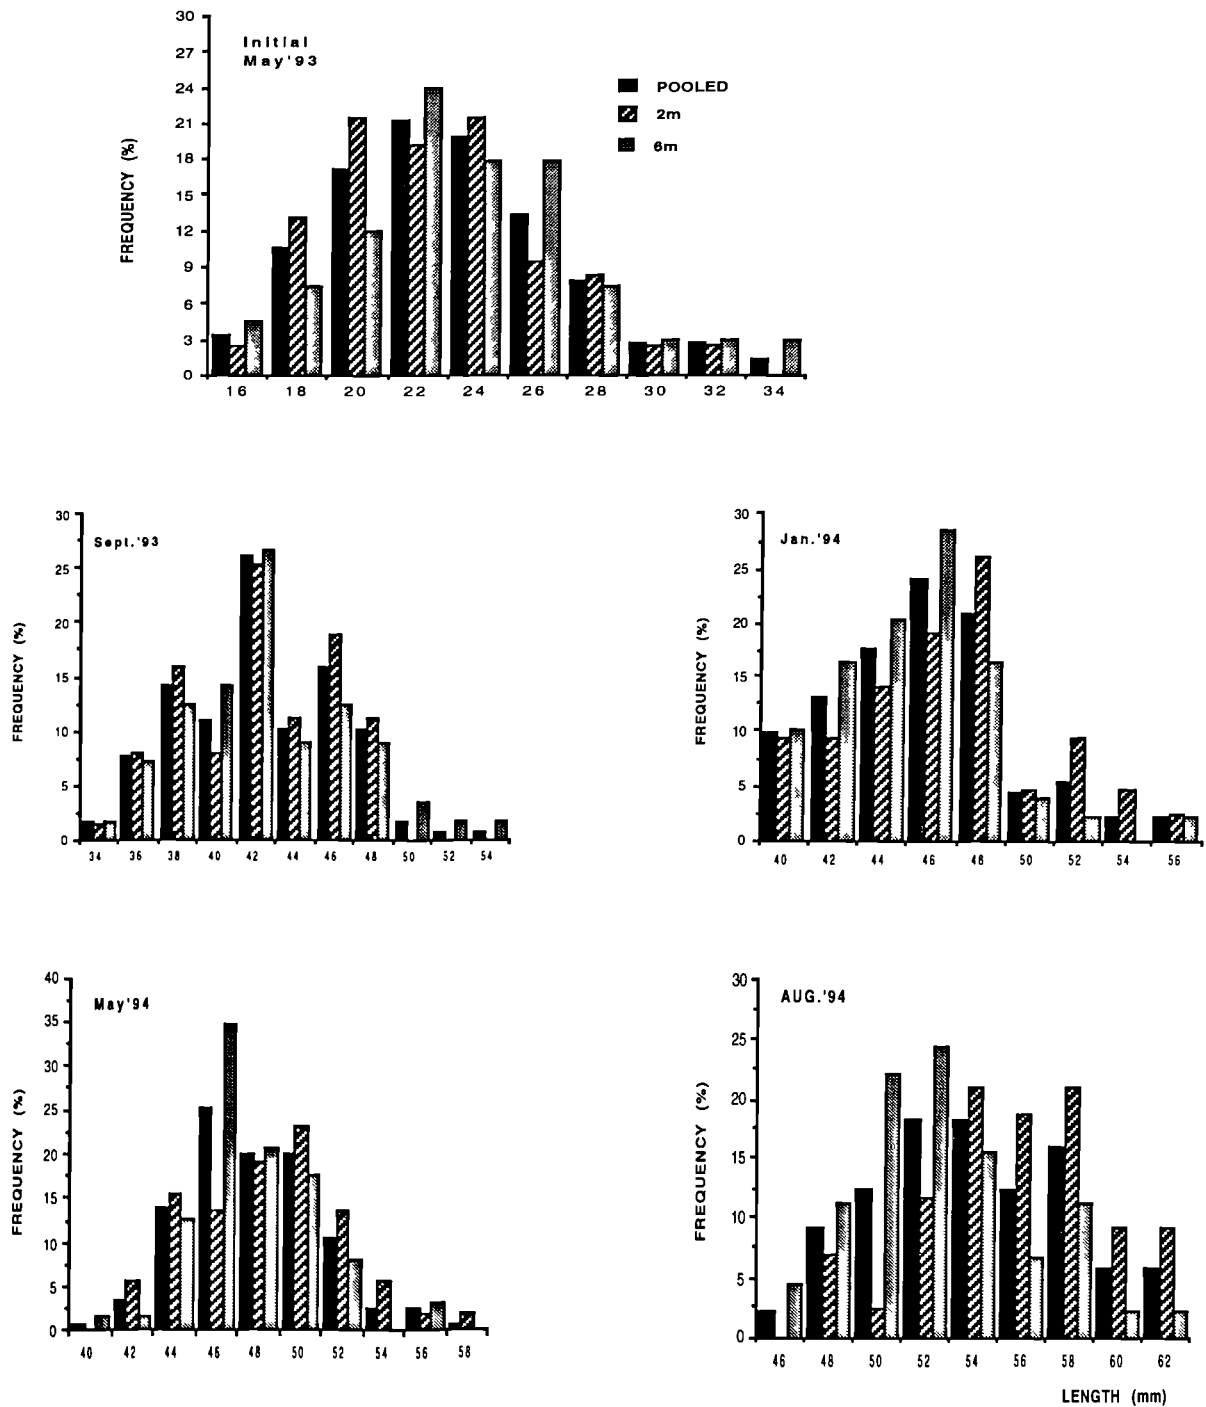 Initial
May'93
POOLED
2m
6m
FREQUENCY (%)
30
27
24
21
18
15
12
9
6
3
0
16 18 20 22 24 26 28 30 32 34
Sept.'93
FREQUENCY (%)
30
25
20
15
10
5
0
34 36 38 40 42 44 46 48 50 52 54
Jan.'94
FREQUENCY (%)
30
25
20
15
10
5
0
40 42 44 46 48 50 52 54 56
May'94
FREQUENCY (%)
40
35
30
25
20
15
10
5
0
40 42 44 46 48 50 52 54 56 58
AUG.'94
FREQUENCY (%)
30
25
20
15
10
5
0
46 48 50 52 54 56 58 60 62
LENGTH (mm)